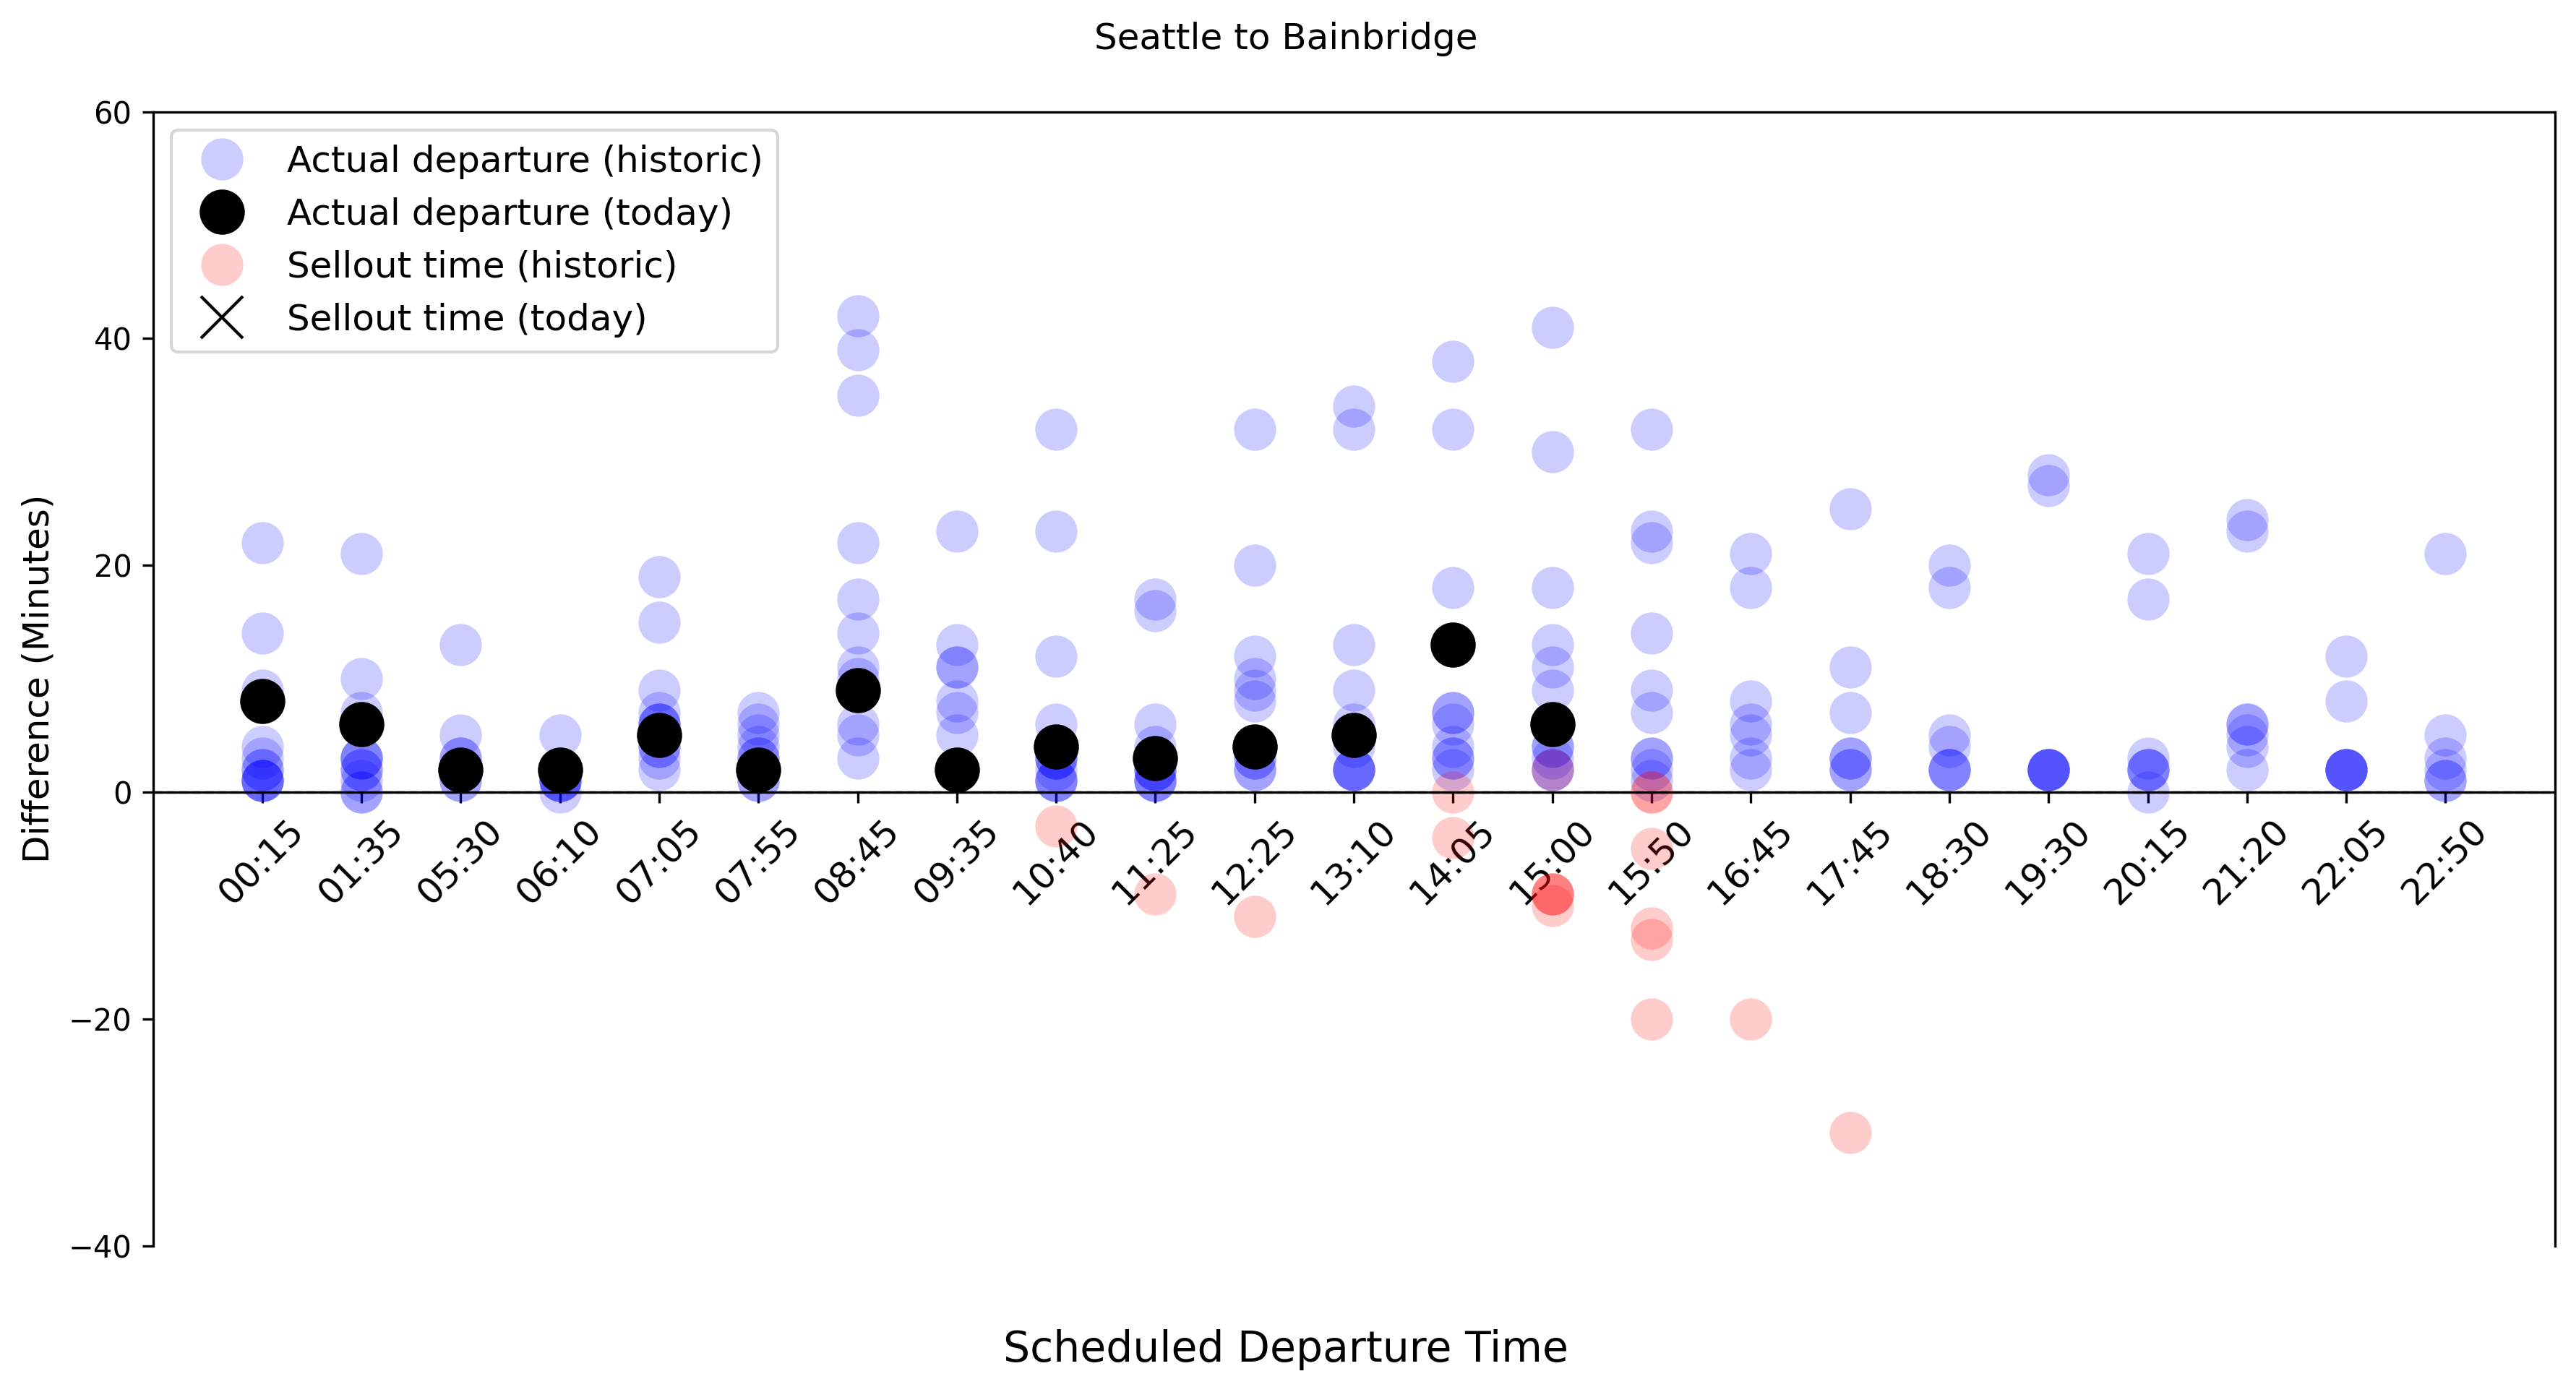 Seattle to Bainbridge
60
Actual departure (historic)
Actual departure (today)
Sellout time (historic)
Sellout time (today)
40
20
0
−20
−40
Difference (Minutes)
00:15 01:35 05:30 06:10 07:05 07:55 08:45 09:35 10:40 11:25 12:25 13:10 14:05 15:00 15:50 16:45 17:45 18:30 19:30 20:15 21:20 22:05 22:50
Scheduled Departure Time